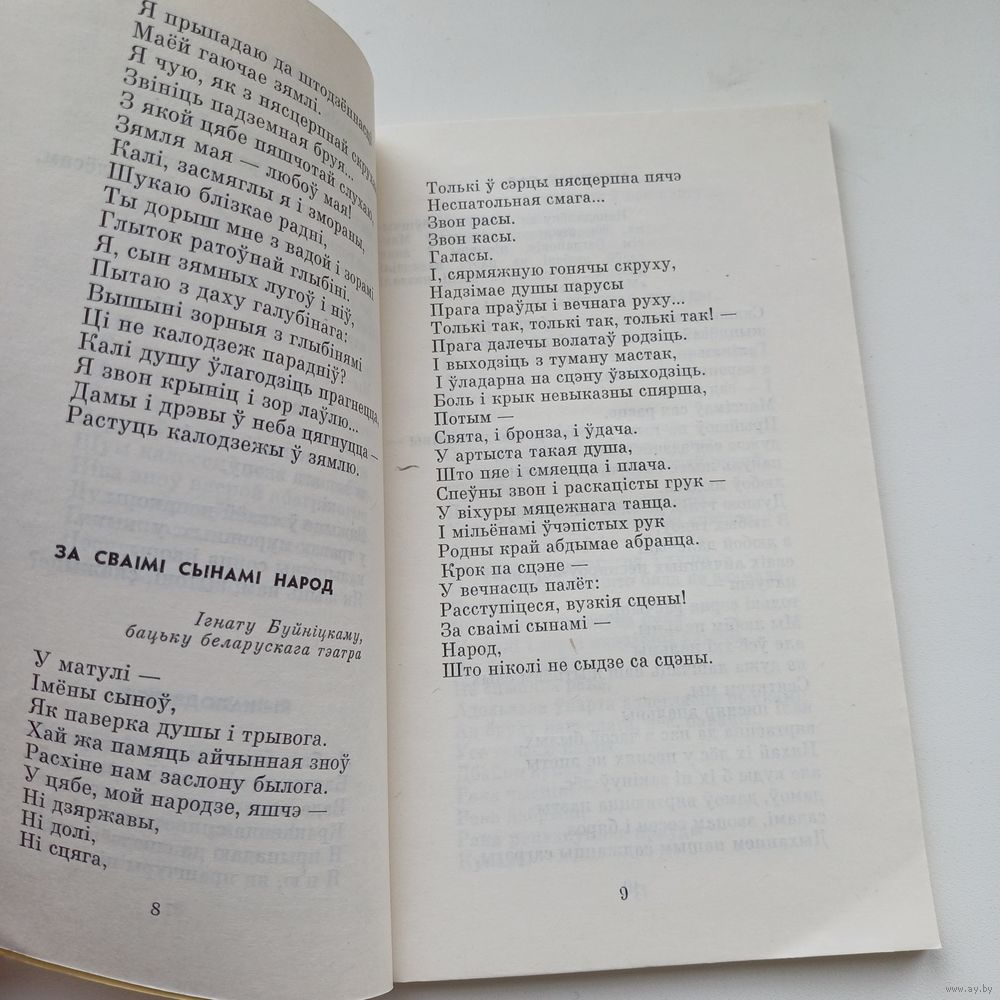 Я прыпадаю да штодзённасці
Маёй гаючае зямлі.
Я чую, як з нясцерпнай скрухай
Звініць падземная бруя...
З якой цябе пяшчотай слухаю,
Зямля мая — любоў мая!
Калі, засмяглы я і змораны,
Шукаю блізкае радні,
Ты дорыш мне з вадой і зорамі
Глыток ратоўнай глыбіні.
Я, сын зямных лугоў і ніў,
Пытаю з даху галубінага:
Вышыні зорныя з глыбінямі
Ці не калодзеж парадніў?
Калі душу ўлагодзіць прагнецца,
Я звон крыніц і зор лаўлю...
Дамы і дрэвы ў неба цягнуцца —
Растуць калодзежы ў зямлю.
ЗА СВАІМІ СЫНАМІ НАРОД
Ігнату Буйніцкаму,
бацьку беларускага тэатра
У матулі —
Імёны сыноў,
Як паверка душы і трывога.
Хай жа памяць айчынная зноў
Расхіне нам заслону былога.
У цябе, мой народзе, яшчэ —
Ні дзяржавы,
Ні долі,
Ні сцяга,
8
Толькі ў сэрцы нясцерпна пячэ
Неспатольная смага...
Звон расы.
Звон касы.
Галасы.
І, сярмяжную гонячы скруху,
Надзімае душы парусы
Прага праўды і вечнага руху...
Толькі так, толькі так, толькі так! —
Прага далечы волатаў родзіць.
І выходзіць з туману мастак,
І ўладарна на сцэну ўзыходзіць.
Боль і крык невыказны спярша,
Потым —
Свята, і бронза, і ўдача.
У артыста такая душа,
Што пяе і смяецца і плача.
Спеўны звон і раскацісты грук —
У віхуры мяцежнага танца.
І мільёнамі ўчэпістых рук
Родны край абдымае абранца.
Крок па сцэне —
У вечнасць палёт:
Расступіцеся, вузкія сцены!
За сваімі сынамі —
Народ,
Што ніколі не сыдзе са сцэны.
9
www.ay.by